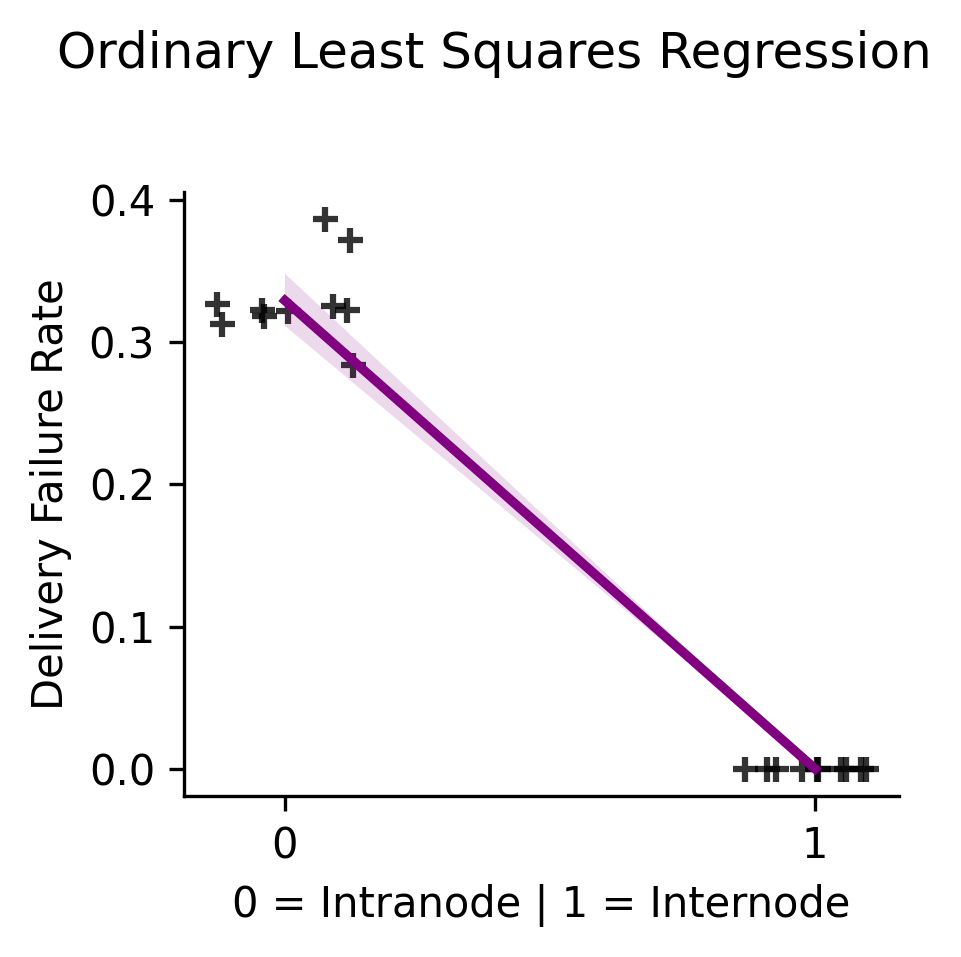 Ordinary Least Squares Regression
0.4
0.3
0.2
0.1
0.0
Delivery Failure Rate
0 1
0 = Intranode | 1 = Internode